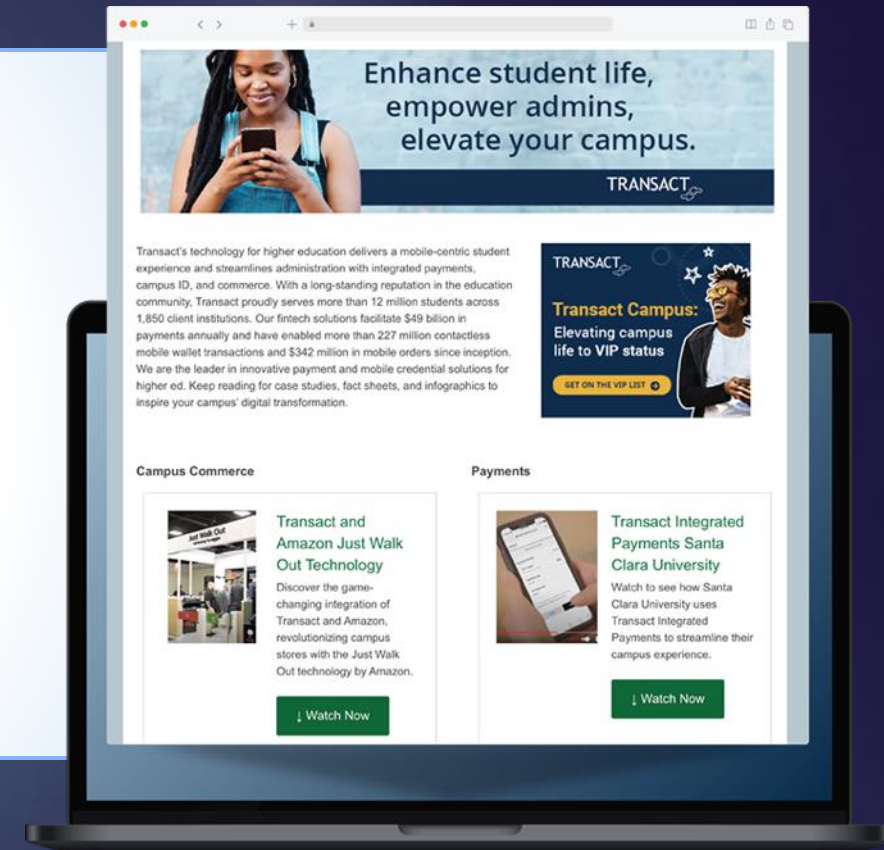 Enhance student life,
empower admins,
elevate your campus.
TRANSACT
Transact's technology for higher education delivers a mobile-centric student
experience and streamlines administration with integrated payments,
campus ID, and commerce. With a long-standing reputation in the education
community, Transact proudly serves more than 12 million students across
1,850 client institutions. Our fintech solutions facilitate $49 billion in
payments annually and have enabled more than 227 million contactless
mobile wallet transactions and $342 million in mobile orders since inception.
We are the leader in innovative payment and mobile credential solutions for
higher ed. Keep reading for case studies, fact sheets, and infographics to
inspire your campus' digital transformation.
TRANSACT
Transact Campus:
Elevating campus
life to VIP status
GET ON THE VIP LIST
Campus Commerce
Just Walk Out
Transact and
Amazon Just Walk
Out Technology
Discover the game-
changing integration of
Transact and Amazon,
revolutionizing campus
stores with the Just Walk
Out technology by Amazon.
↓ Watch Now
Payments
Transact Integrated
Payments Santa
Clara University
Watch to see how Santa
Clara University uses
Transact Integrated
Payments to streamline their
campus experience.
↓ Watch Now